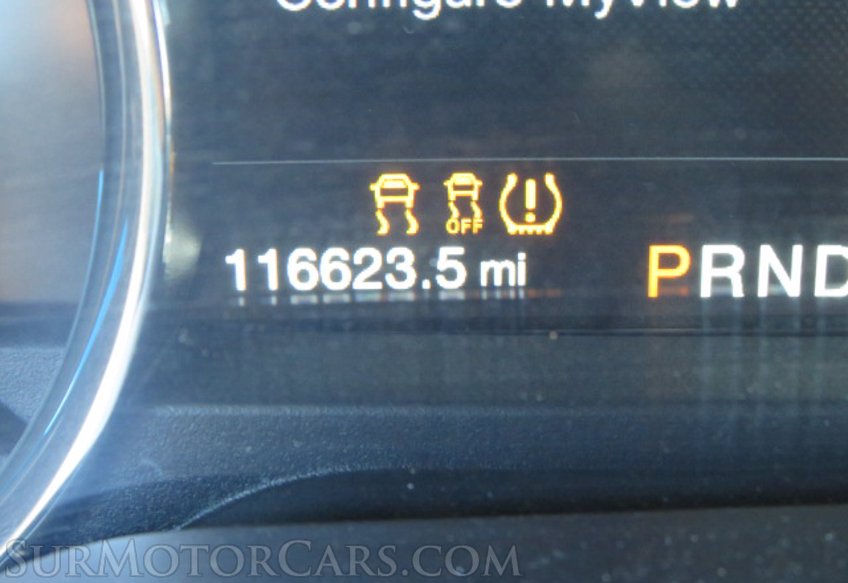 Configure MyView
OFF
116623.5 mi
PRND
SurMotorCars.com